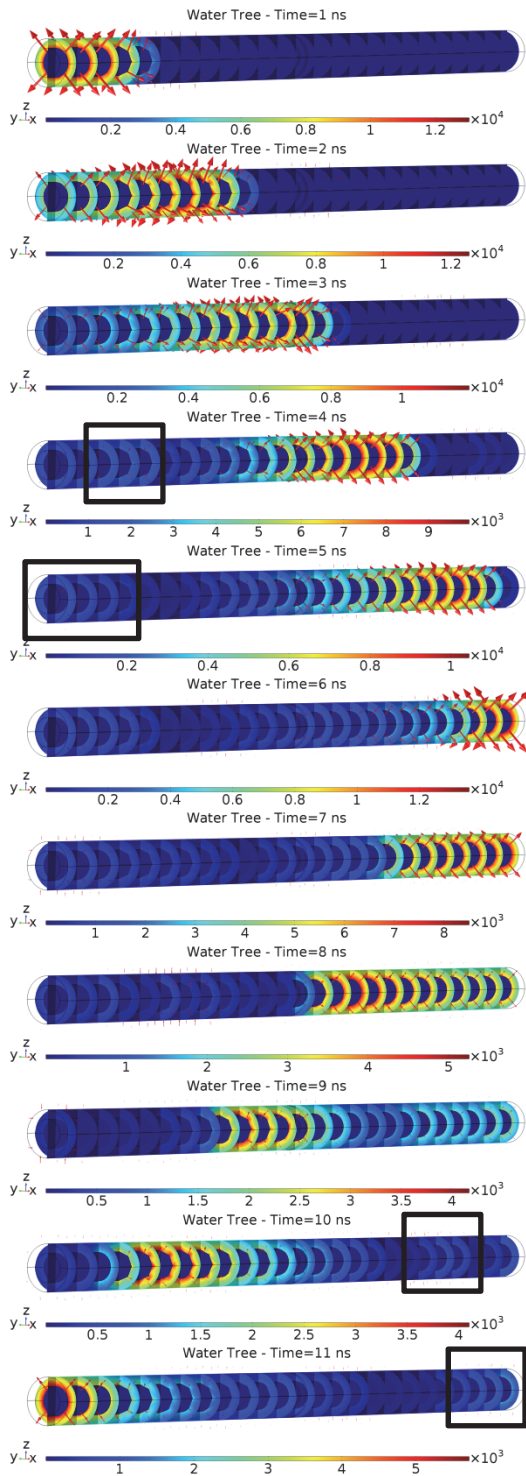 Water Tree - Time=1 ns
z
y x
0.2 0.4 0.6 0.8 1 1.2 ×10⁴
Water Tree - Time=2 ns
z
y x
0.2 0.4 0.6 0.8 1 1.2 ×10⁴
Water Tree - Time=3 ns
z
y x
0.2 0.4 0.6 0.8 1 ×10⁴
Water Tree - Time=4 ns
z
y x
1 2 3 4 5 6 7 8 9 ×10³
Water Tree - Time=5 ns
z
y x
0.2 0.4 0.6 0.8 1 ×10⁴
Water Tree - Time=6 ns
z
y x
0.2 0.4 0.6 0.8 1 1.2 ×10⁴
Water Tree - Time=7 ns
z
y x
1 2 3 4 5 6 7 8 ×10³
Water Tree - Time=8 ns
z
y x
1 2 3 4 5 ×10³
Water Tree - Time=9 ns
z
y x
0.5 1 1.5 2 2.5 3 3.5 4 ×10³
Water Tree - Time=10 ns
z
y x
0.5 1 1.5 2 2.5 3 3.5 4 ×10³
Water Tree - Time=11 ns
z
y x
1 2 3 4 5 ×10³